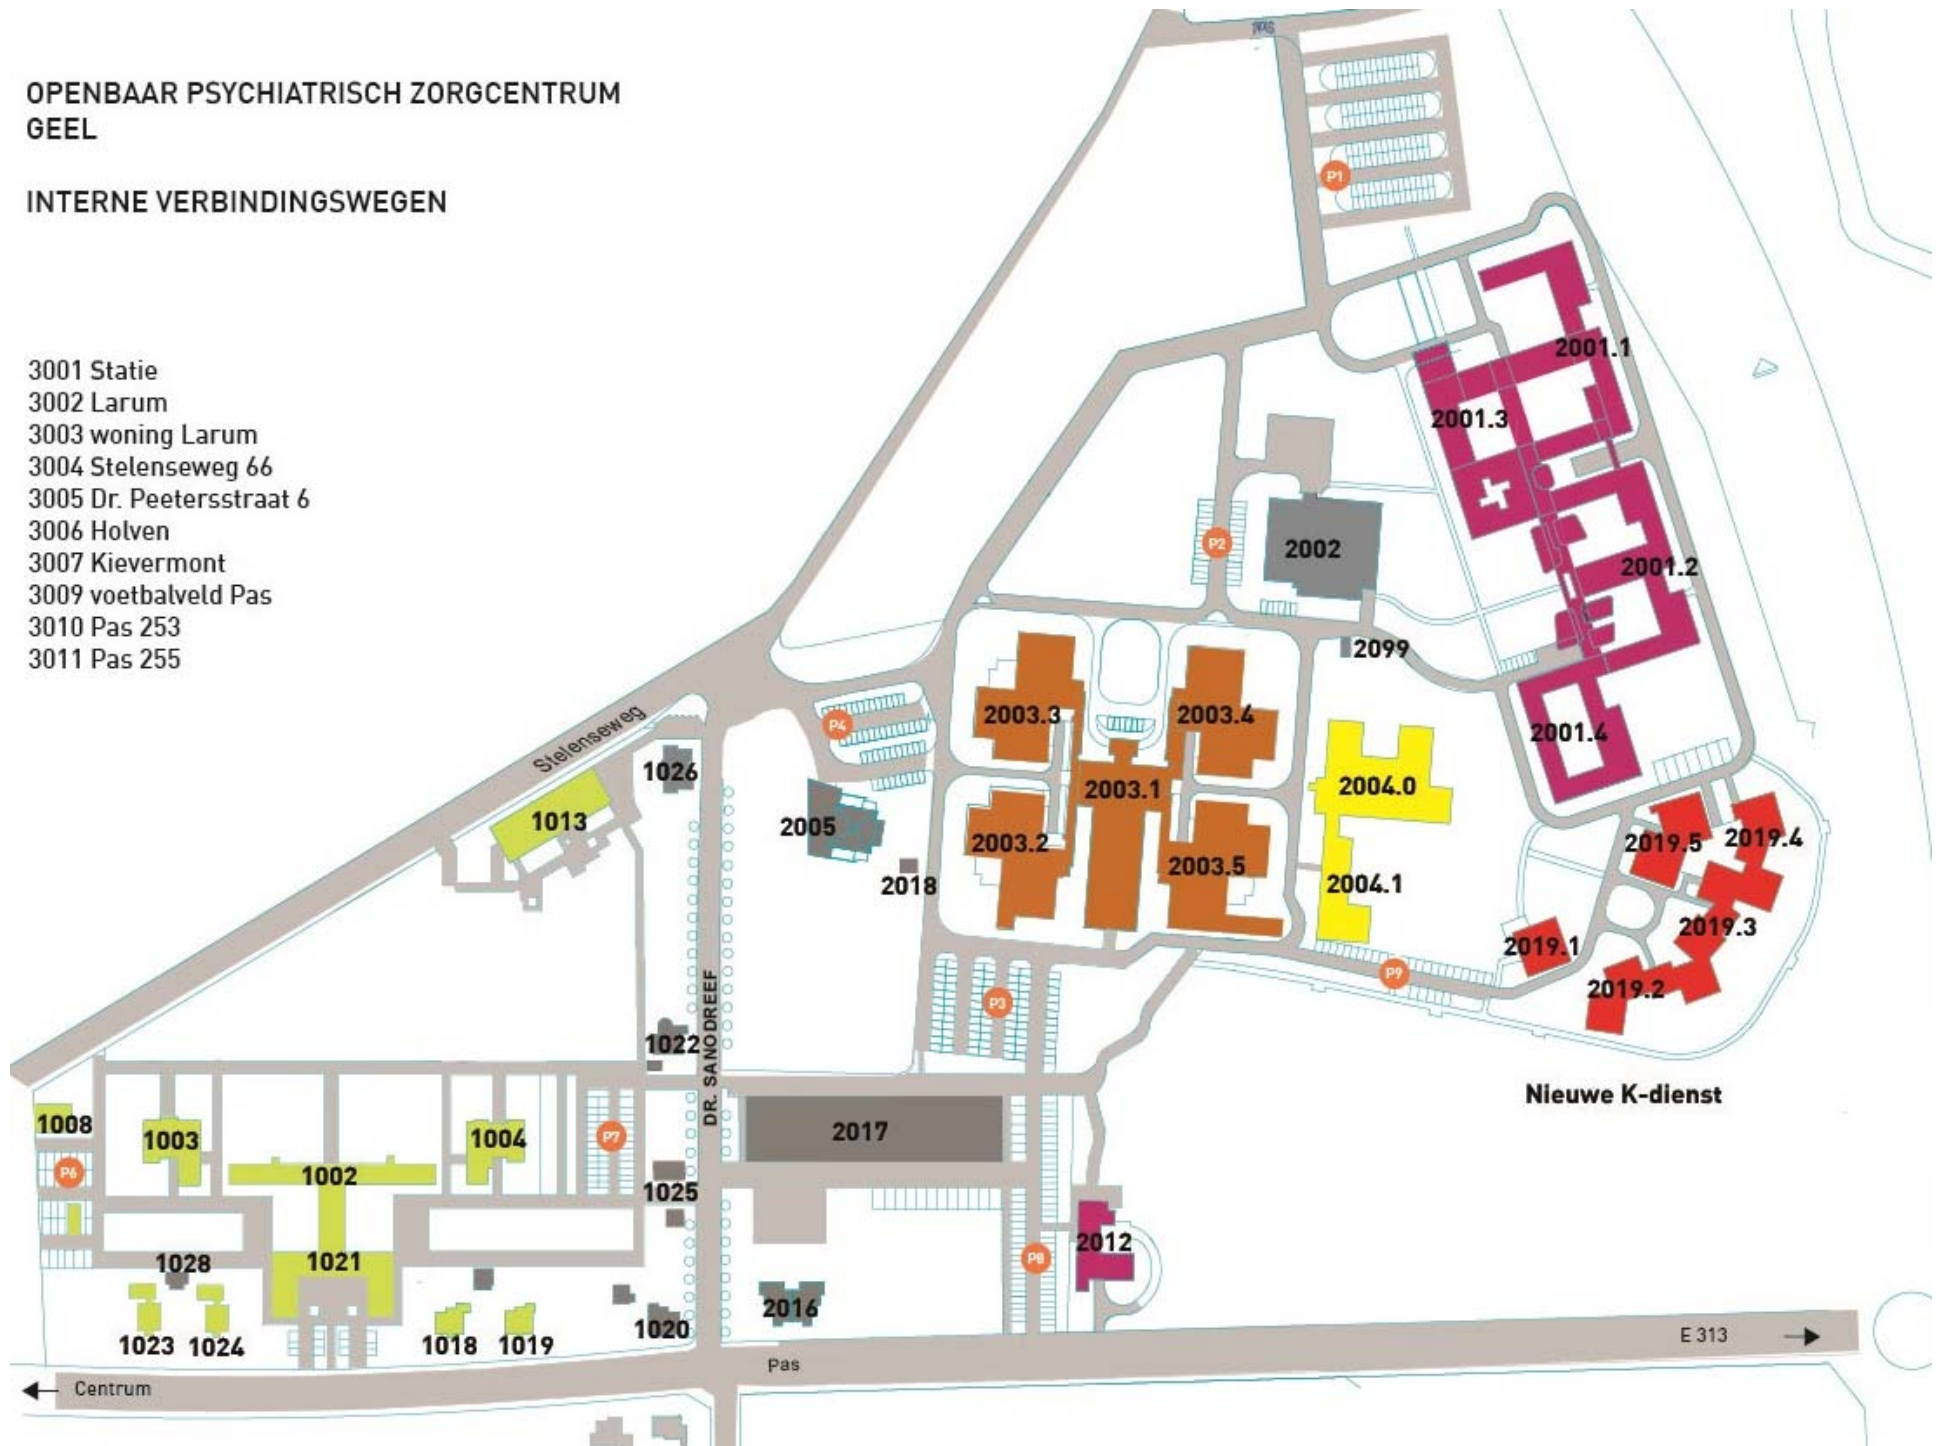 OPENBAAR PSYCHIATRISCH ZORGCENTRUM
GEEL
INTERNE VERBINDINGSWEGEN
3001 Statie
3002 Larum
3003 woning Larum
3004 Stelenseweg 66
3005 Dr. Peetersstraat 6
3006 Holven
3007 Kievermont
3009 voetbalveld Pas
3010 Pas 253
3011 Pas 255
P1
2001.1
2001.3
P2
2002
2001.2
2099
2003.3
2003.4
P4
Stelenseweg
2001.4
1026
2003.1
2004.0
1013
2005
2003.2
2003.5
2019.5
2019.4
2018
2004.1
2019.3
2019.1
P9
2019.2
P3
DR. SANODREEF
1022
Nieuwe K-dienst
1008
1003
1004
P7
2017
P6
1002
1025
1028
1021
2012
P8
2016
1023
1024
1018
1019
1020
E 313
Pas
Centrum